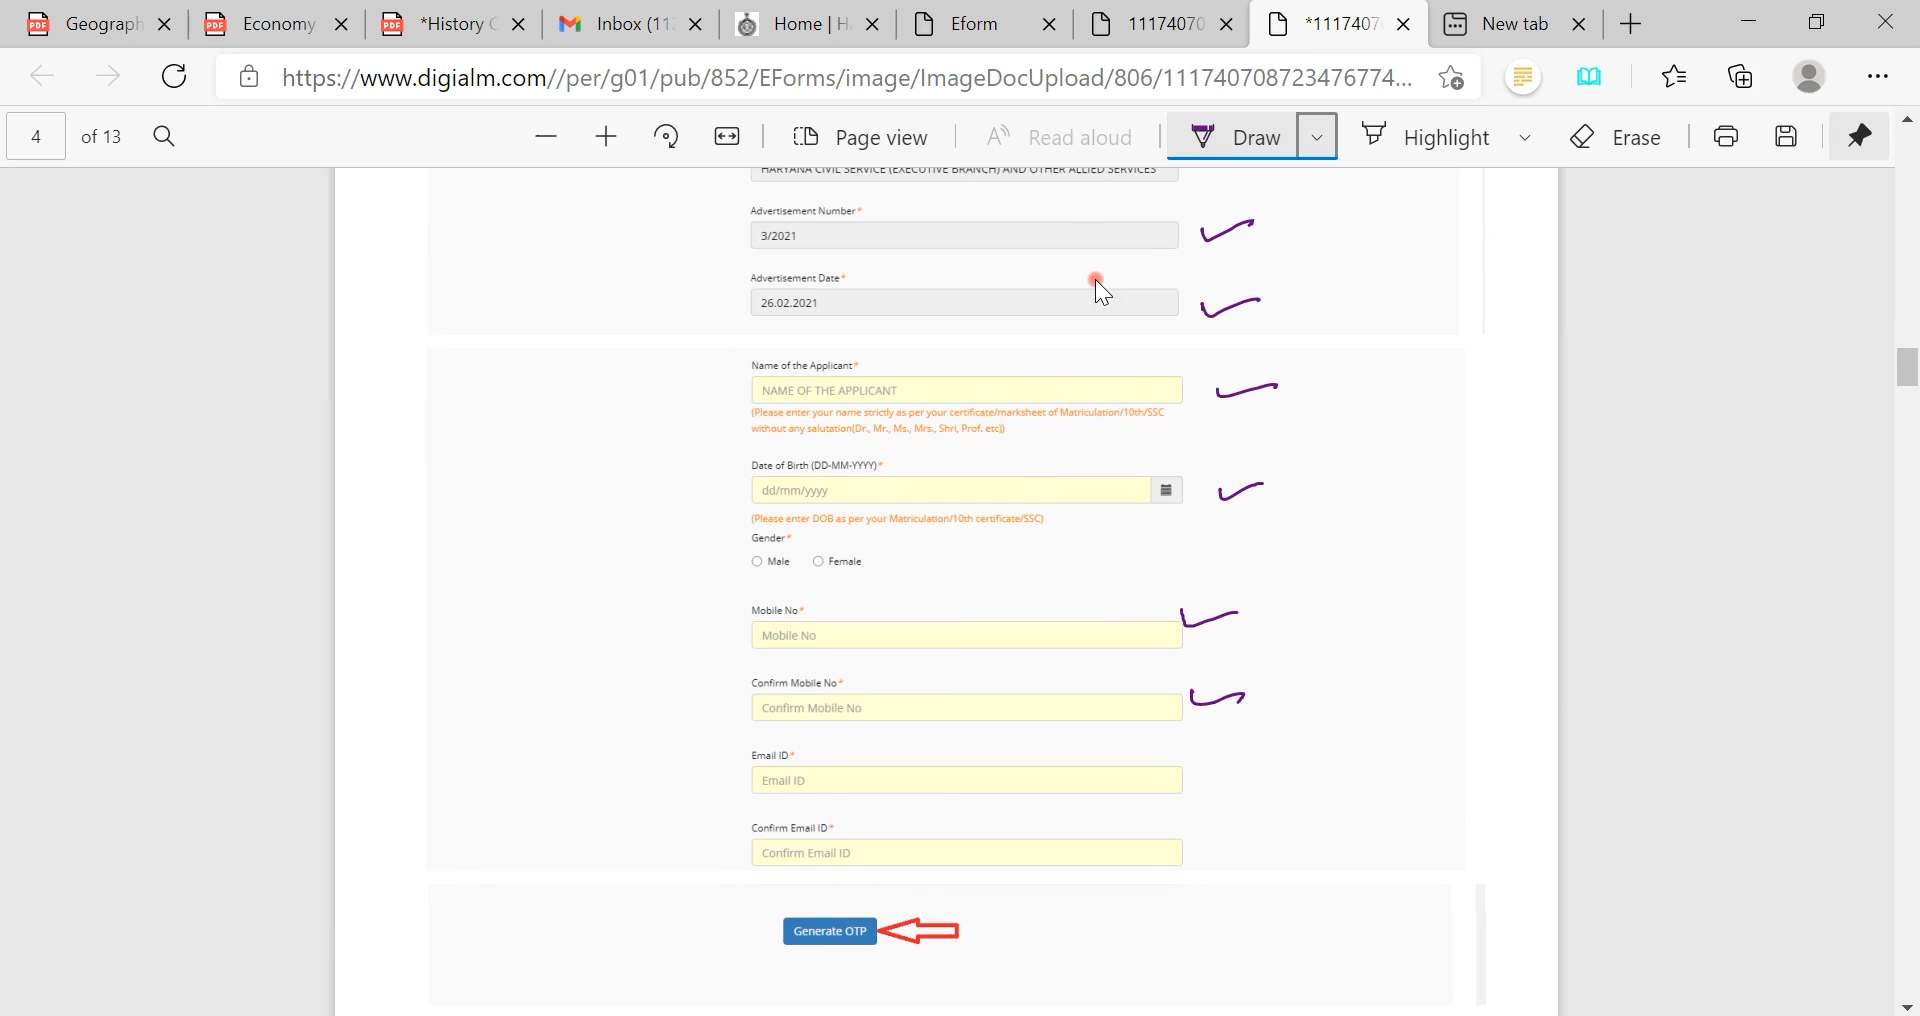 Geograph
Economy
*History C
Inbox (11
Home | H
Eform
11174070
*1117407
New tab
https://www.digialm.com//per/g01/pub/852/EForms/image/ImageDocUpload/806/111740708723476774...
4 of 13
Page view
Read aloud
Draw
Highlight
Erase
HARYANA CIVIL SERVICE (EXECUTIVE BRANCH) AND OTHER ALLIED SERVICES
Advertisement Number*
3/2021
Advertisement Date*
26.02.2021
Name of the Applicant*
NAME OF THE APPLICANT
(Please enter your name strictly as per your certificate/marksheet of Matriculation/10th/SSC
without any salutation(Dr., Mr., Ms., Mrs., Shri, Prof. etc))
Date of Birth (DD-MM-YYYY)*
dd/mm/yyyy
(Please enter DOB as per your Matriculation/10th certificate/SSC)
Gender*
Male Female
Mobile No*
Mobile No
Confirm Mobile No*
Confirm Mobile No
Email ID*
Email ID
Confirm Email ID*
Confirm Email ID
Generate OTP